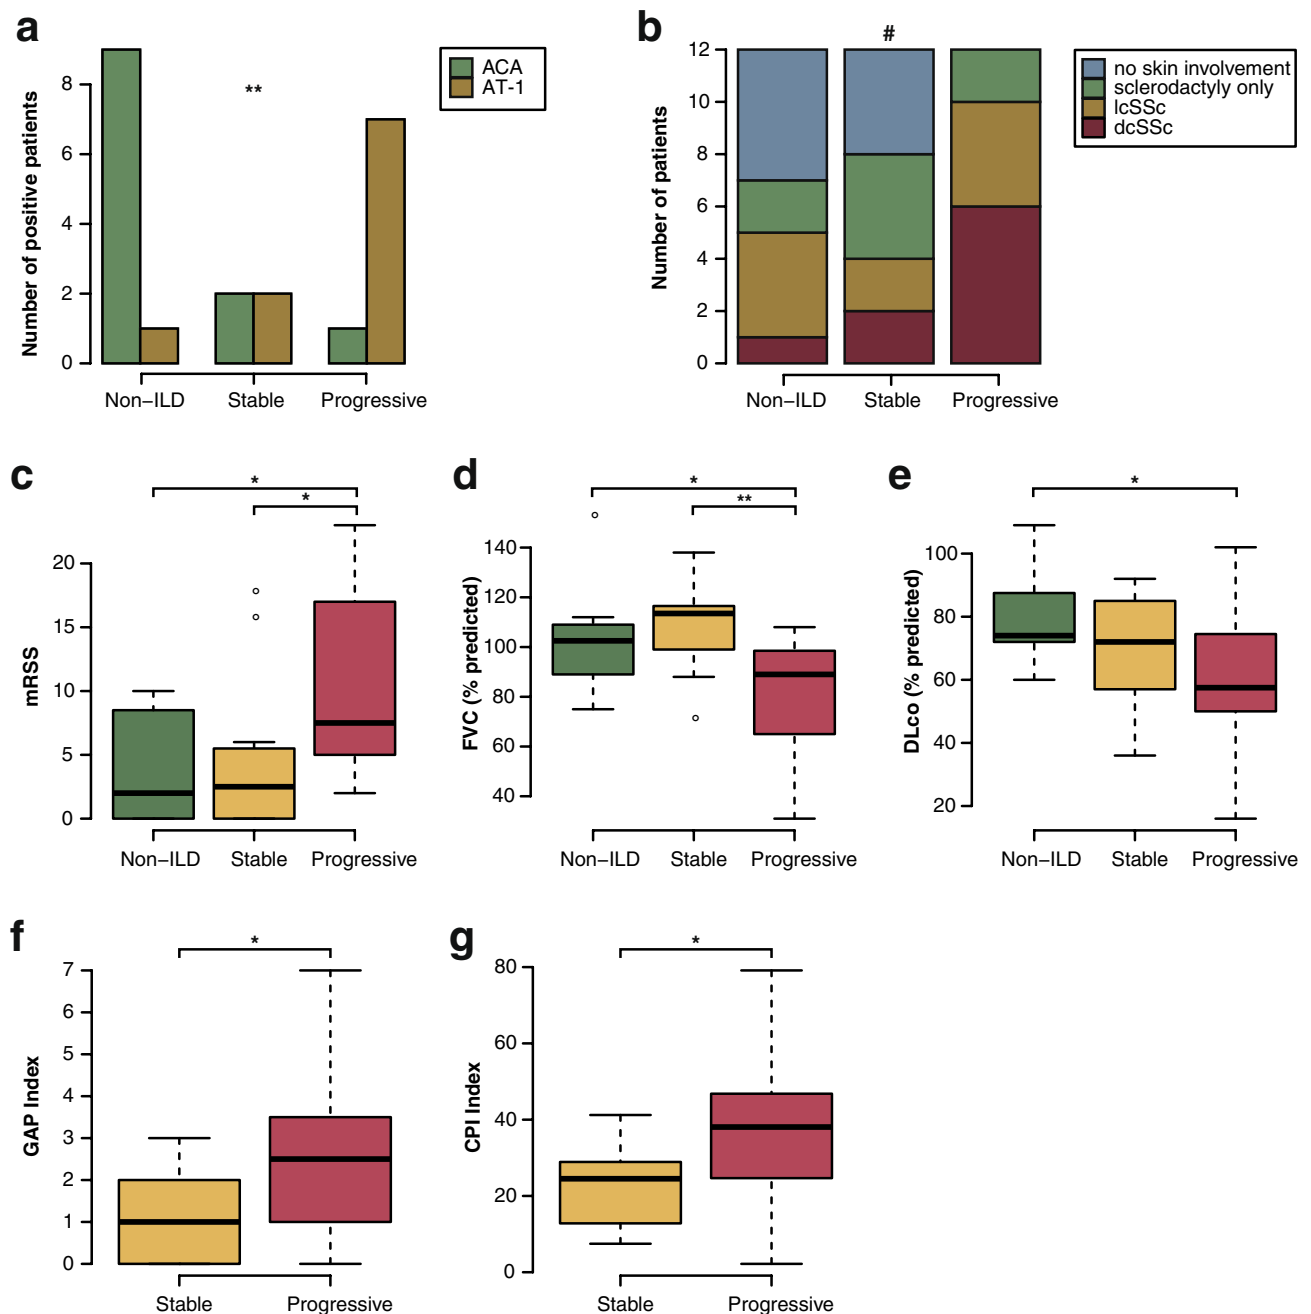 a
Number of positive patients
8
6
4
2
0
**
ACA
AT-1
Non-ILD
Stable
Progressive
b
Number of patients
12
10
8
6
4
2
0
#
no skin involvement
sclerodactyly only
lcSSc
dcSSc
Non-ILD
Stable
Progressive
c
mRSS
20
15
10
5
0
*
*
Non-ILD
Stable
Progressive
d
FVC (% predicted)
140
120
100
80
60
40
*
**
Non-ILD
Stable
Progressive
e
DLco (% predicted)
100
80
60
40
20
*
Non-ILD
Stable
Progressive
f
GAP Index
7
6
5
4
3
2
1
0
*
Stable
Progressive
g
CPI Index
80
60
40
20
0
*
Stable
Progressive